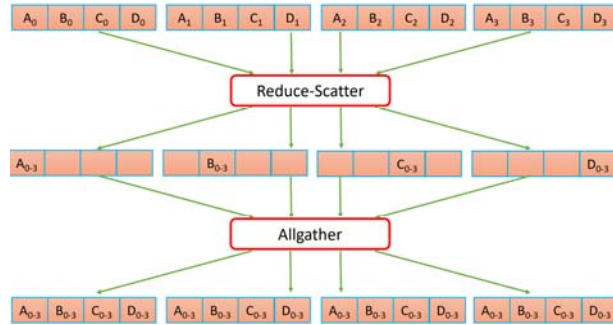 A₀ B₀ C₀ D₀ A₁ B₁ C₁ D₁ A₂ B₂ C₂ D₂ A₃ B₃ C₃ D₃
Reduce-Scatter
A₀₋₃ B₀₋₃ C₀₋₃ D₀₋₃
Allgather
A₀₋₃ B₀₋₃ C₀₋₃ D₀₋₃ A₀₋₃ B₀₋₃ C₀₋₃ D₀₋₃ A₀₋₃ B₀₋₃ C₀₋₃ D₀₋₃ A₀₋₃ B₀₋₃ C₀₋₃ D₀₋₃